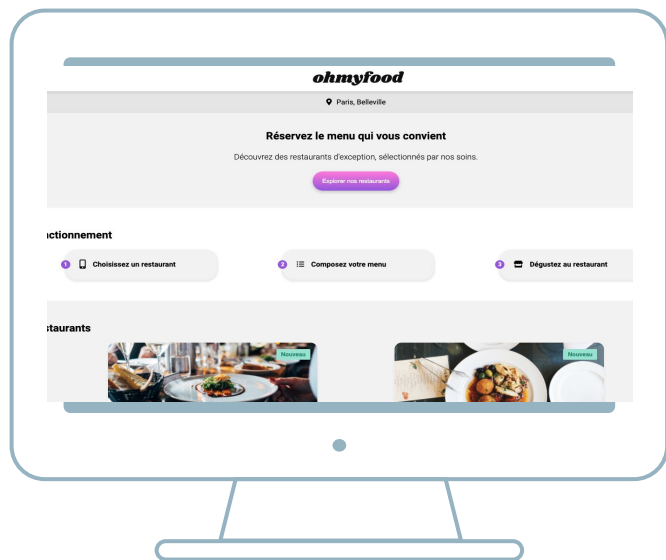 ohmyfood
Paris, Belleville
Réservez le menu qui vous convient
Découvrez des restaurants d'exception, sélectionnés par nos soins.
Explorer nos restaurants
ctionnement
1 Choisissez un restaurant
2 Composez votre menu
3 Dégustez au restaurant
staurants
Nouveau
Nouveau